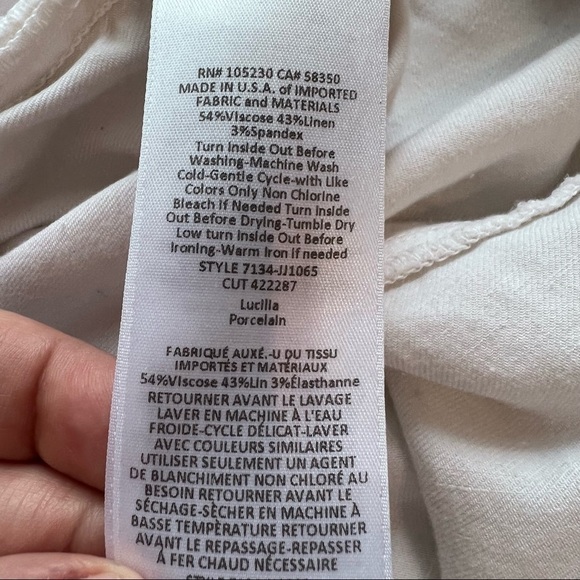 RN# 105230 CA# 58350
MADE IN U.S.A. of IMPORTED
FABRIC and MATERIALS
54%Viscose 43%Linen
3%Spandex
Turn Inside Out Before
Washing-Machine Wash
Cold-Gentle Cycle-with Like
Colors Only Non Chlorine
Bleach If Needed Turn Inside
Out Before Drying-Tumble Dry
Low turn Inside Out Before
Ironing-Warm Iron if needed
STYLE 7134-JJ1065
CUT 422287
Lucilla
Porcelain
FABRIQUÉ AUXÉ.-U DU TISSU
IMPORTÉS ET MATÉRIAUX
54%Viscose 43%Lin 3%Élasthanne
RETOURNER AVANT LE LAVAGE
LAVER EN MACHINE À L'EAU
FROIDE-CYCLE DÉLICAT-LAVER
AVEC COULEURS SIMILAIRES
UTILISER SEULEMENT UN AGENT
DE BLANCHIMENT NON CHLORÉ AU
BESOIN RETOURNER AVANT LE
SÉCHAGE-SÈCHER EN MACHINE À
BASSE TEMPÈRATURE RETOURNER
AVANT LE REPASSAGE-REPASSER
À FER CHAUD NÉCESSAIRE